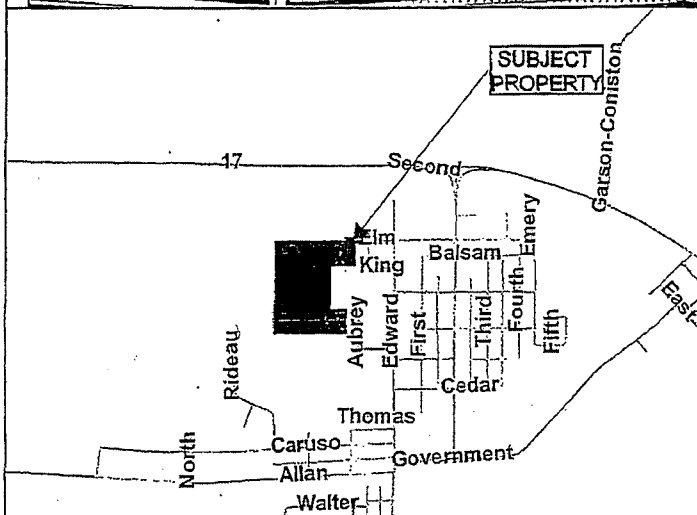 SUBJECT
PROPERTY
Garson-Coniston
17
Second
Elm
Emery
Balsam
King
East
Aubrey
Edward
First
Third
Fourth
Fifth
Rideau
Cedar
Thomas
North
Caruso
Government
Allan
Walter